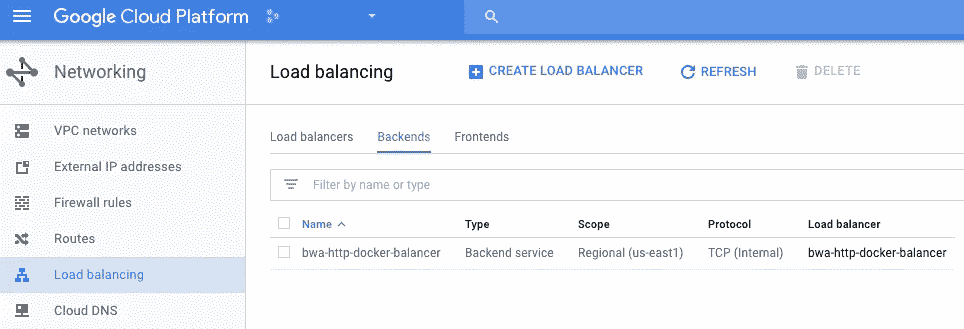 Google Cloud Platform
Networking
Load balancing
CREATE LOAD BALANCER
REFRESH
DELETE
VPC networks
External IP addresses
Firewall rules
Routes
Load balancing
Cloud DNS
Load balancers Backends Frontends
Filter by name or type
Name Type Scope Protocol Load balancer
bwa-http-docker-balancer Backend service Regional (us-east1) TCP (Internal) bwa-http-docker-balancer